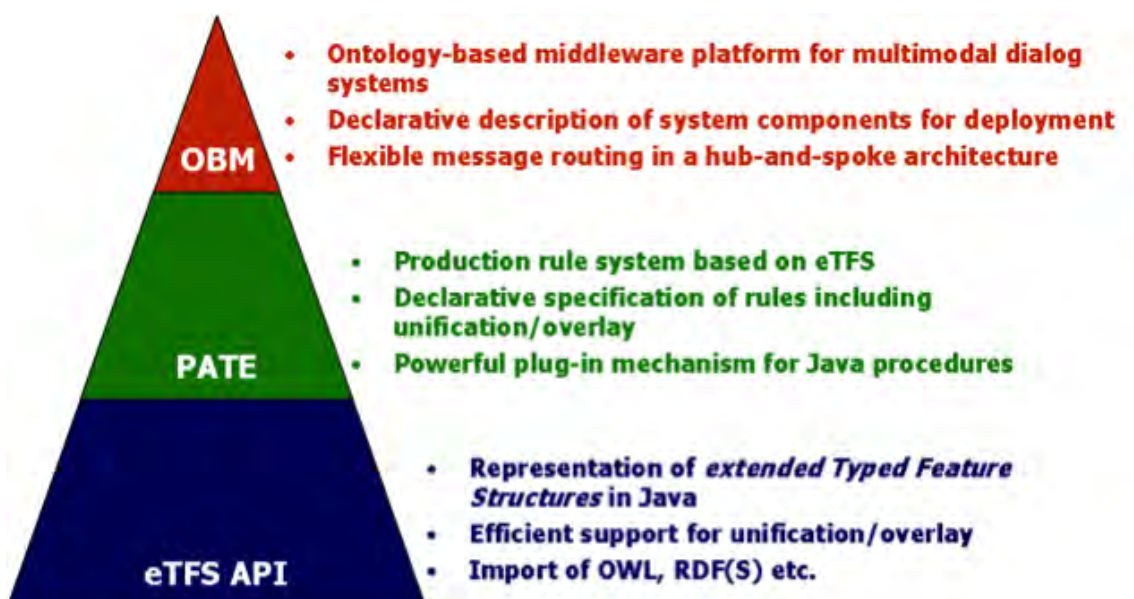 • Ontology-based middleware platform for multimodal dialog
systems
• Declarative description of system components for deployment
OBM
• Flexible message routing in a hub-and-spoke architecture
• Production rule system based on eTFS
• Declarative specification of rules including
unification/overlay
PATE
• Powerful plug-in mechanism for Java procedures
• Representation of extended Typed Feature
Structures in Java
• Efficient support for unification/overlay
eTFS API
• Import of OWL, RDF(S) etc.